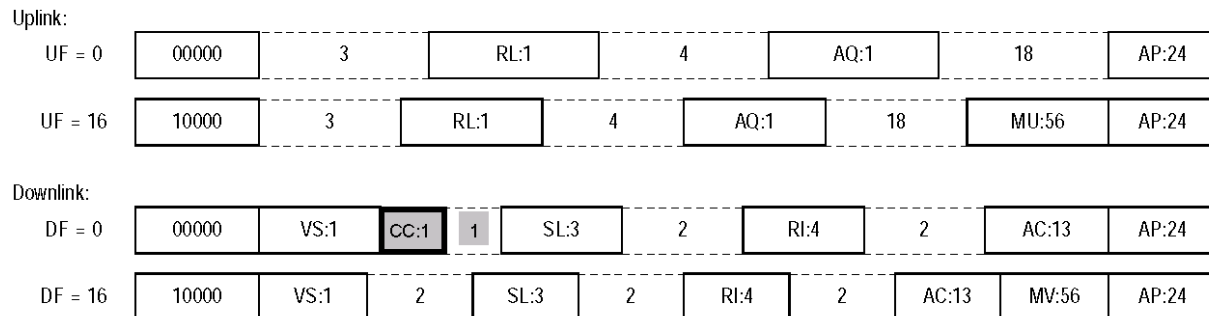 Uplink:
UF = 0 00000 3 RL:1 4 AQ:1 18 AP:24
UF = 16 10000 3 RL:1 4 AQ:1 18 MU:56 AP:24
Downlink:
DF = 0 00000 VS:1 CC:1 1 SL:3 2 RI:4 2 AC:13 AP:24
DF = 16 10000 VS:1 2 SL:3 2 RI:4 2 AC:13 MV:56 AP:24